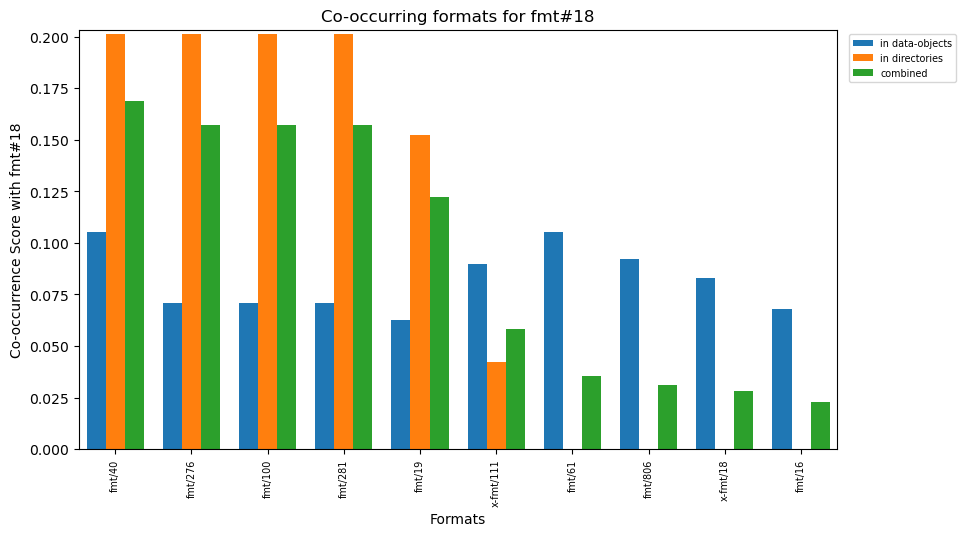 Co-occurring formats for fmt#18
Co-occurrence Score with fmt#18
0.200
0.175
0.150
0.125
0.100
0.075
0.050
0.025
0.000
in data-objects
in directories
combined
fmt/40
fmt/276
fmt/100
fmt/281
fmt/19
x-fmt/111
fmt/61
fmt/806
x-fmt/18
fmt/16
Formats